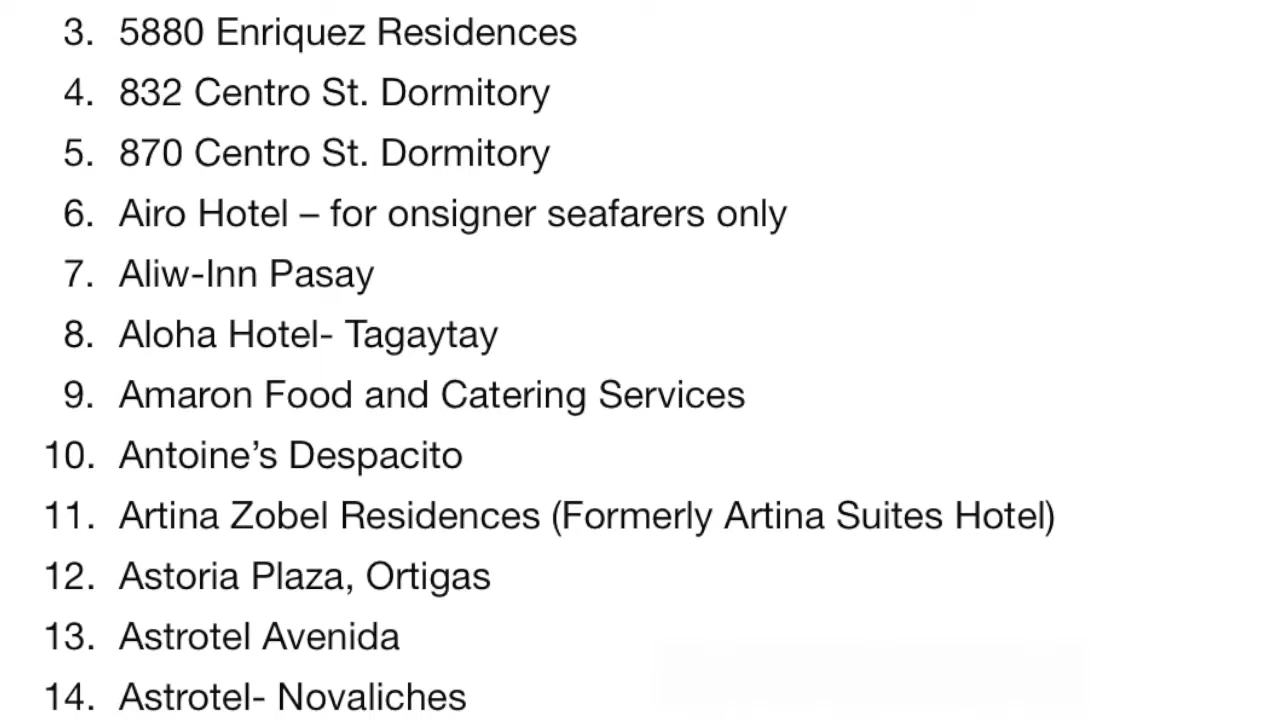 3. 5880 Enriquez Residences
4. 832 Centro St. Dormitory
5. 870 Centro St. Dormitory
6. Airo Hotel – for onsigner seafarers only
7. Aliw-Inn Pasay
8. Aloha Hotel- Tagaytay
9. Amaron Food and Catering Services
10. Antoine’s Despacito
11. Artina Zobel Residences (Formerly Artina Suites Hotel)
12. Astoria Plaza, Ortigas
13. Astrotel Avenida
14. Astrotel- Novaliches